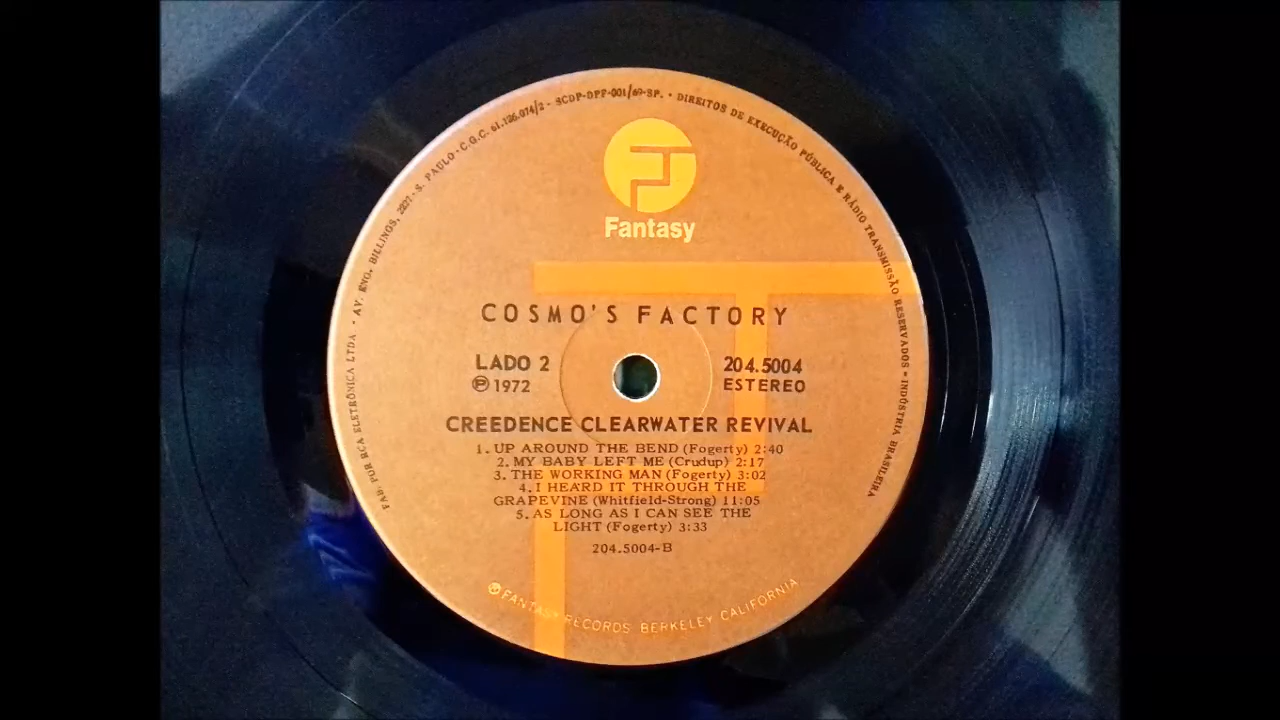 FAB. POR RCA ELETRÔNICA LTDA. - AV. ENG. BILLINGS, 2227 - S. PAULO - C.G.C. 61.126.074/2 - SCDP-DPF-001/69-SP. • DIREITOS DE EXECUÇÃO PÚBLICA E RÁDIO TRANSMISSÃO RESERVADOS - INDÚSTRIA BRASILEIRA
Fantasy
COSMO'S FACTORY
LADO 2 204.5004
℗ 1972 ESTEREO
CREEDENCE CLEARWATER REVIVAL
1. UP AROUND THE BEND (Fogerty) 2:40
2. MY BABY LEFT ME (Crudup) 2:17
3. THE WORKING MAN (Fogerty) 3:02
4. I HEARD IT THROUGH THE
GRAPEVINE (Whitfield-Strong) 11:05
5. AS LONG AS I CAN SEE THE
LIGHT (Fogerty) 3:33
204.5004-B
FANTASY RECORDS BERKELEY CALIFORNIA